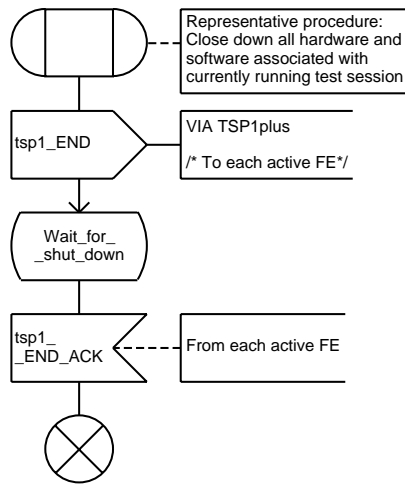 Representative procedure:
Close down all hardware and
software associated with
currently running test session
tsp1_END
VIA TSP1plus
/* To each active FE*/
Wait_for_
_shut_down
tsp1_
_END_ACK
From each active FE